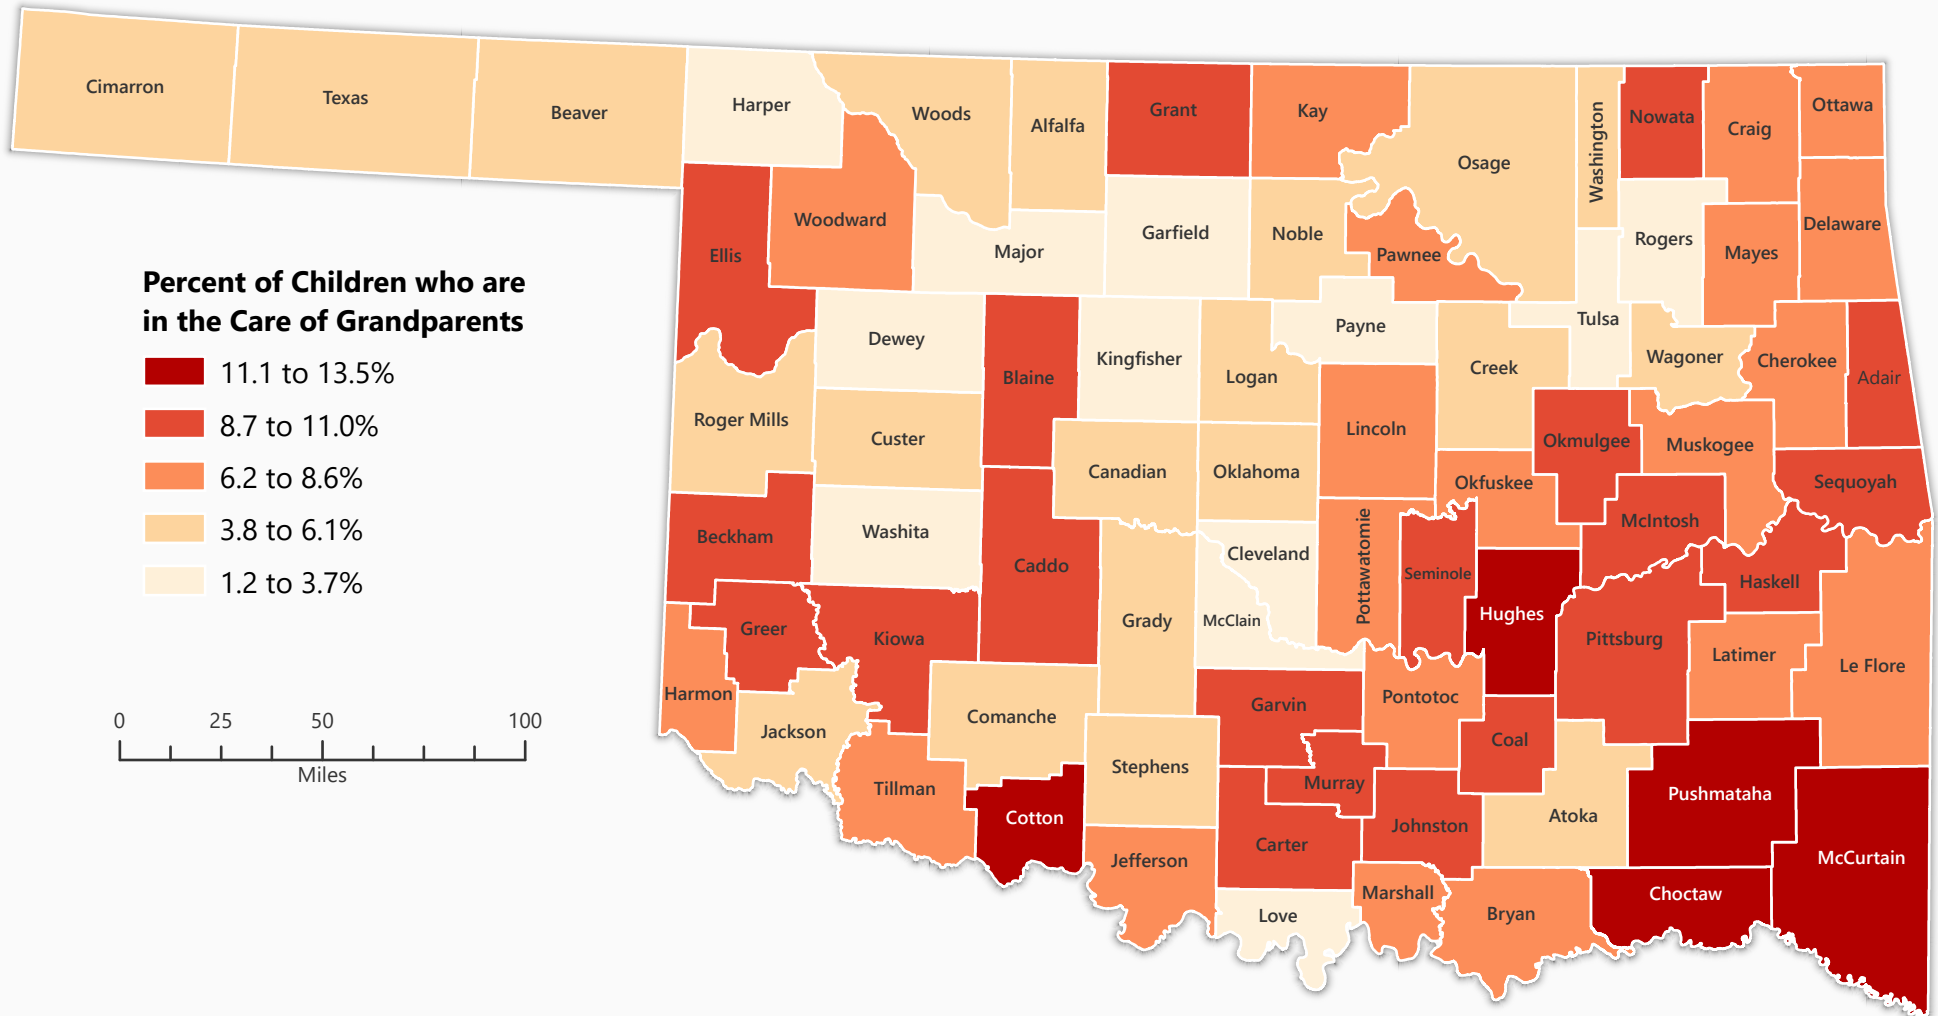 Cimarron
Texas
Beaver
Harper
Woods
Alfalfa
Grant
Kay
Osage
Washington
Nowata
Craig
Ottawa
Ellis
Woodward
Major
Garfield
Noble
Pawnee
Rogers
Mayes
Delaware
Percent of Children who are
in the Care of Grandparents
11.1 to 13.5%
8.7 to 11.0%
6.2 to 8.6%
3.8 to 6.1%
1.2 to 3.7%
Dewey
Blaine
Kingfisher
Logan
Payne
Creek
Tulsa
Wagoner
Cherokee
Adair
Roger Mills
Custer
Canadian
Oklahoma
Lincoln
Okfuskee
Okmulgee
Muskogee
Sequoyah
Beckham
Washita
Caddo
Grady
Cleveland
McClain
Pottawatomie
Seminole
Hughes
McIntosh
Haskell
Pittsburg
Latimer
Le Flore
Greer
Kiowa
Harmon
Jackson
Comanche
Stephens
Garvin
Pontotoc
Coal
Murray
Tillman
Cotton
Jefferson
Carter
Johnston
Atoka
Pushmataha
McCurtain
Love
Marshall
Bryan
Choctaw
0 25 50 100
Miles